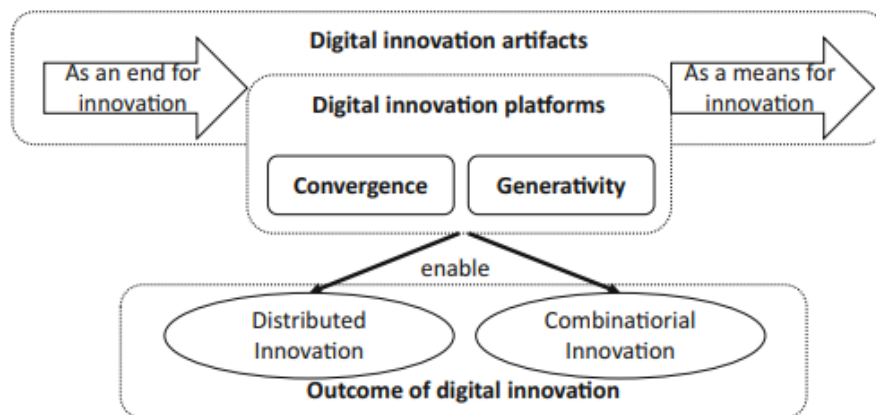 Digital innovation artifacts
As an end for
innovation
As a means for
innovation
Digital innovation platforms
Convergence
Generativity
enable
Distributed
Innovation
Combinatiorial
Innovation
Outcome of digital innovation